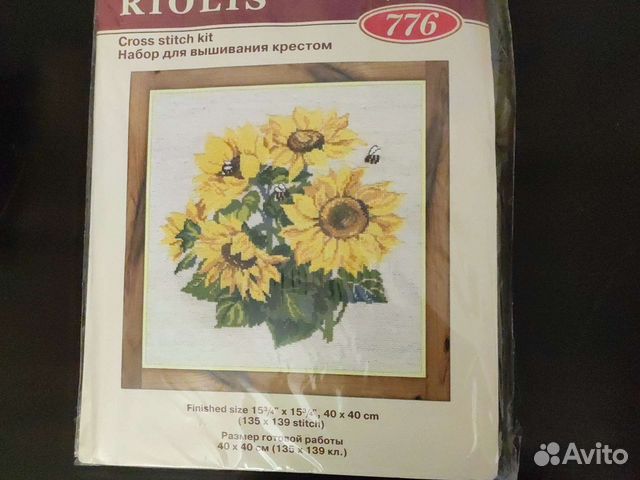 RIOLIS
776
Cross stitch kit
Набор для вышивания крестом
Finished size 15¾" x 15¾", 40 x 40 cm
(135 x 139 stitch)
Размер готовой работы
40 x 40 см (135 x 139 кл.)
Avito